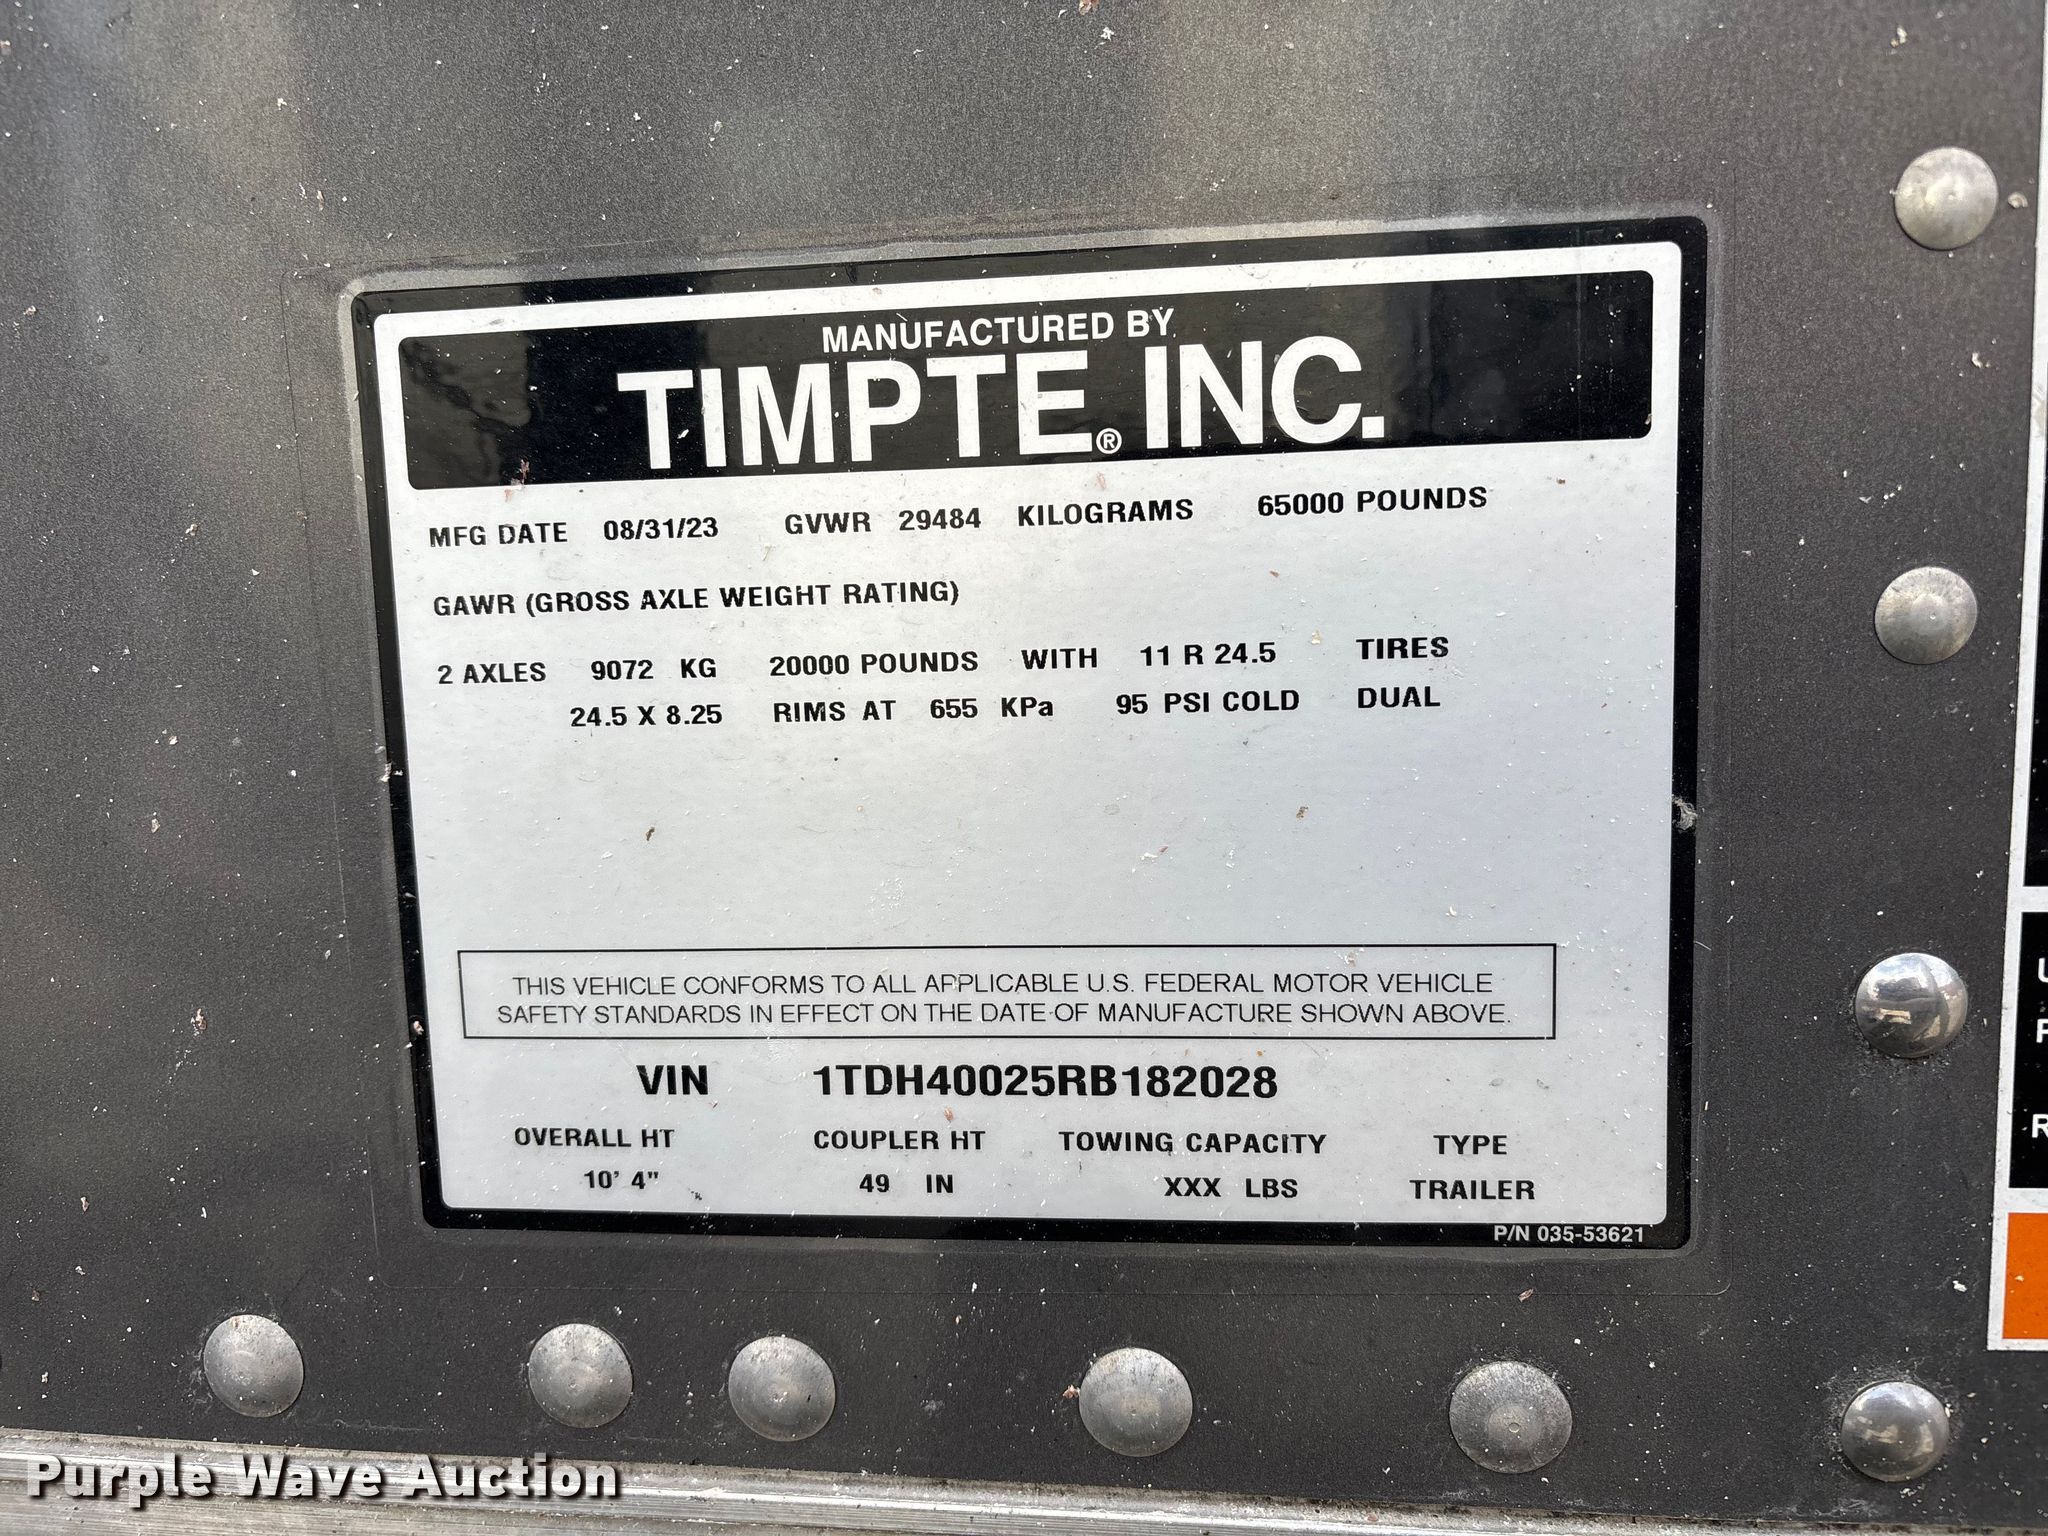 MANUFACTURED BY
TIMPTE® INC.
MFG DATE 08/31/23 GVWR 29484 KILOGRAMS 65000 POUNDS
GAWR (GROSS AXLE WEIGHT RATING)
2 AXLES 9072 KG 20000 POUNDS WITH 11 R 24.5 TIRES
24.5 X 8.25 RIMS AT 655 KPa 95 PSI COLD DUAL
THIS VEHICLE CONFORMS TO ALL APPLICABLE U.S. FEDERAL MOTOR VEHICLE
SAFETY STANDARDS IN EFFECT ON THE DATE OF MANUFACTURE SHOWN ABOVE.
VIN 1TDH40025RB182028
OVERALL HT COUPLER HT TOWING CAPACITY TYPE
10' 4" 49 IN XXX LBS TRAILER
P/N 035-53621
Purple Wave Auction